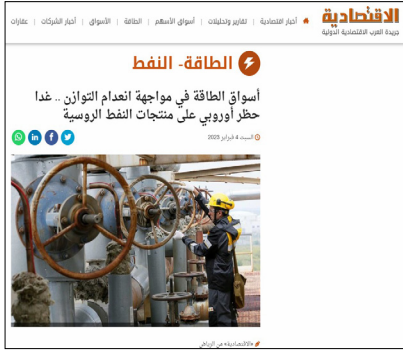 الاقتصادية
جريدة العرب الاقتصادية الدولية
أخبار اقتصادية | تقارير وتحليلات | أسواق الأسهم | الطاقة | الأسواق | أخبار الشركات | عقارات
الطاقة- النفط
أسواق الطاقة في مواجهة انعدام التوازن .. غدا
حظر أوروبي على منتجات النفط الروسية
السبت 4 فبراير 2023
«الاقتصادية» من الرياض